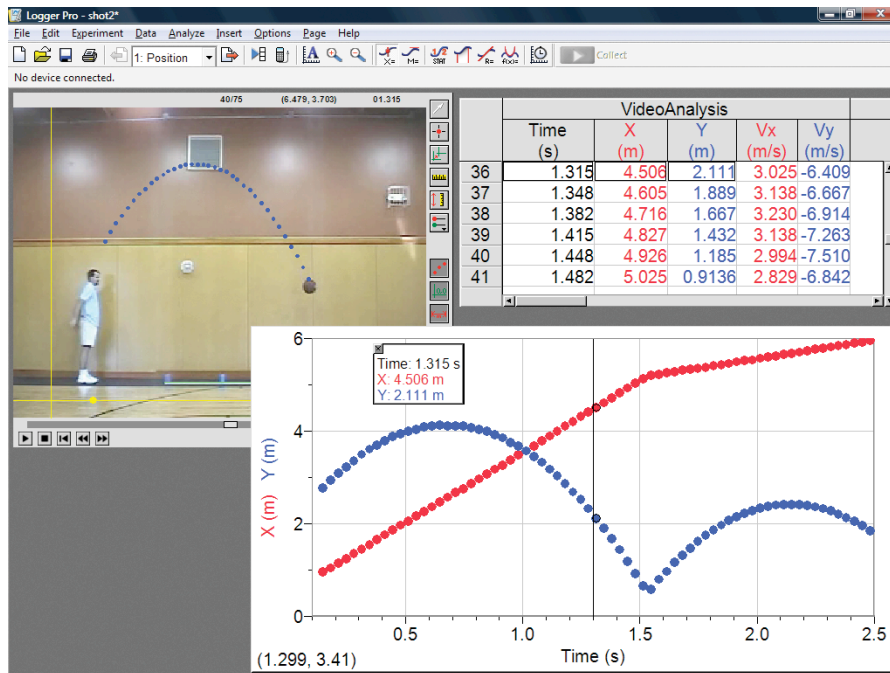 Logger Pro - shot2*
File Edit Experiment Data Analyze Insert Options Page Help
1: Position X= M= STAT R= f(x)= Collect
No device connected.
40/75 (6.479, 3.703) 01.315
VideoAnalysis
Time X Y Vx Vy
(s) (m) (m) (m/s) (m/s)
36 1.315 4.506 2.111 3.025 -6.409
37 1.348 4.605 1.889 3.138 -6.667
38 1.382 4.716 1.667 3.230 -6.914
39 1.415 4.827 1.432 3.138 -7.263
40 1.448 4.926 1.185 2.994 -7.510
41 1.482 5.025 0.9136 2.829 -6.842
Time: 1.315 s
X: 4.506 m
Y: 2.111 m
X (m) Y (m)
6
4
2
0
0.5 1.0 1.5 2.0 2.5
(1.299, 3.41) Time (s)